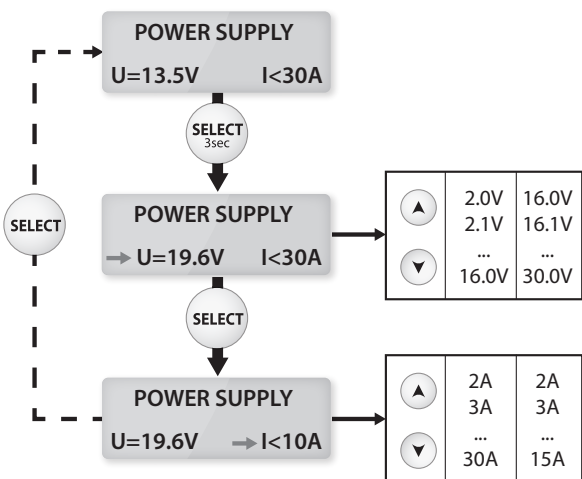 POWER SUPPLY
U=13.5V I<30A
SELECT
3sec
SELECT
POWER SUPPLY
U=19.6V I<30A
2.0V 16.0V
2.1V 16.1V
... ...
16.0V 30.0V
SELECT
POWER SUPPLY
U=19.6V I<10A
2A 2A
3A 3A
... ...
30A 15A